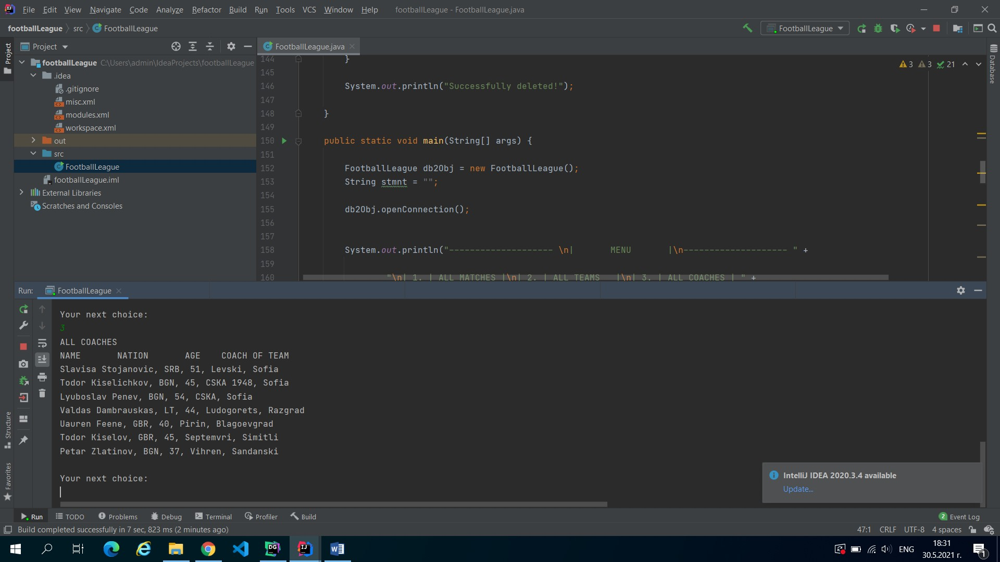 File Edit View Navigate Code Analyze Refactor Build Run Tools VCS Window Help footballLeague - FootballLeague.java
footballLeague src FootballLeague
FootballLeague
Project
Project
FootballLeague.java
Database
footballLeague C:\Users\admin\IdeaProjects\footballLeague
.idea
.gitignore
misc.xml
modules.xml
workspace.xml
out
src
FootballLeague
footballLeague.iml
External Libraries
Scratches and Consoles
3 3 21
144 }
145
146 System.out.println("Successfully deleted!");
147
148 }
149
150 public static void main(String[] args) {
151
152 FootballLeague db2Obj = new FootballLeague();
153 String stmnt = "";
154
155 db2Obj.openConnection();
156
157
158 System.out.println("-------------------- \n|       MENU       |\n-------------------- " +
159
160 "\n| 1. | ALL MATCHES |\n| 2. | ALL TEAMS   |\n| 3. | ALL COACHES | " +
Run: FootballLeague
Your next choice:
3
ALL COACHES
NAME       NATION       AGE    COACH OF TEAM
Slavisa Stojanovic, SRB, 51, Levski, Sofia
Todor Kiselichkov, BGN, 45, CSKA 1948, Sofia
Lyuboslav Penev, BGN, 54, CSKA, Sofia
Valdas Dambrauskas, LT, 44, Ludogorets, Razgrad
Uauren Feene, GBR, 40, Pirin, Blagoevgrad
Todor Kiselov, GBR, 45, Septemvri, Simitli
Petar Zlatinov, BGN, 37, Vihren, Sandanski
Your next choice:
Structure
Favorites
IntelliJ IDEA 2020.3.4 available
Update...
Run TODO Problems Debug Terminal Profiler Build
2 Event Log
Build completed successfully in 7 sec, 823 ms (2 minutes ago)
47:1 CRLF UTF-8 4 spaces
DG IJ W
ENG
18:31
30.5.2021 г.
1